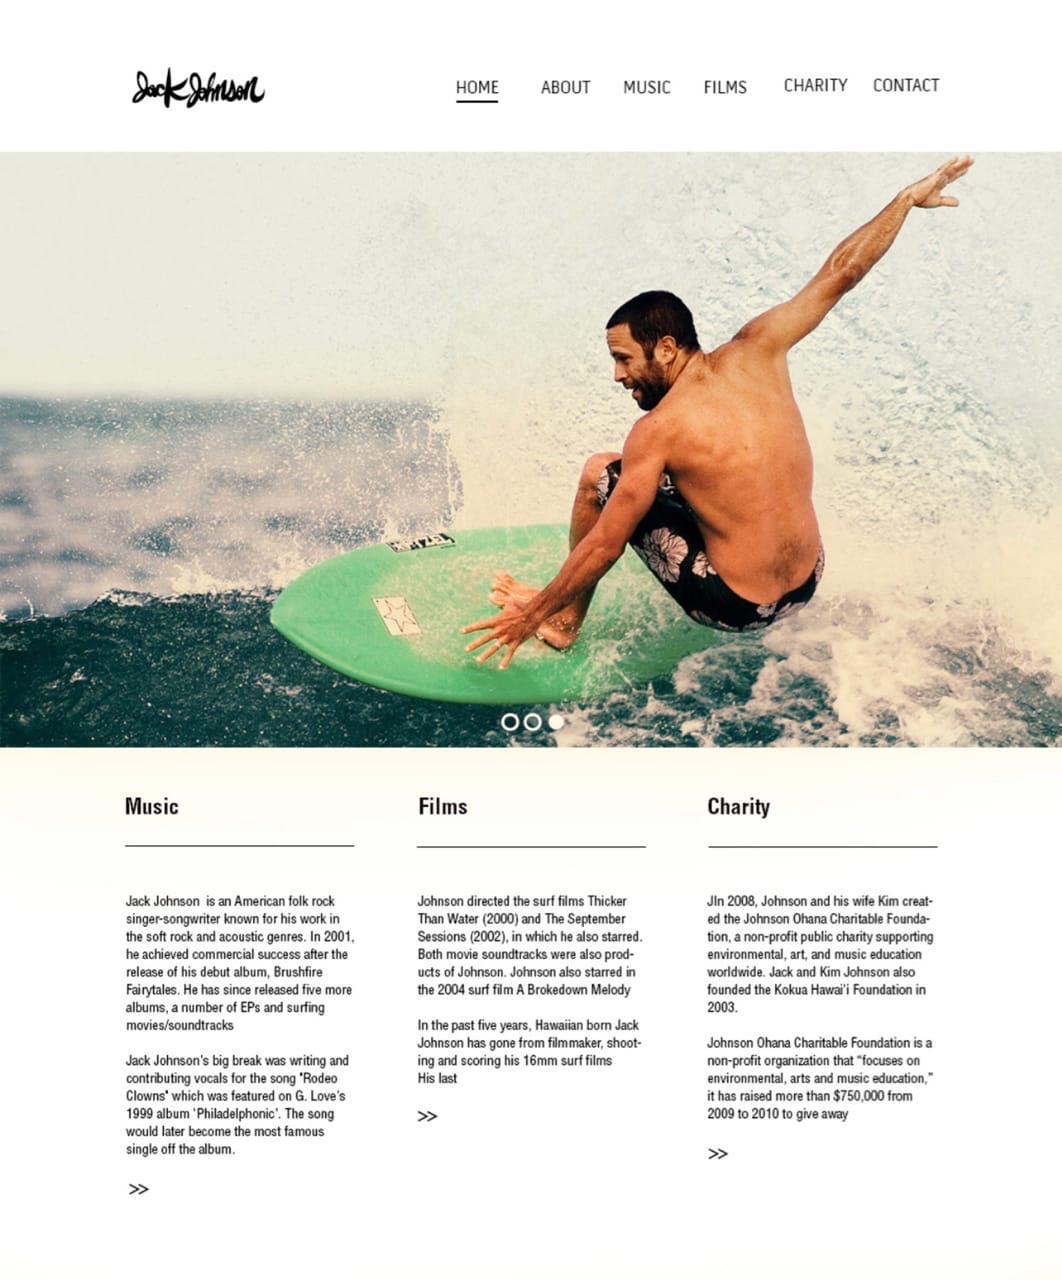 Jack Johnson
HOME ABOUT MUSIC FILMS CHARITY CONTACT
Music
Jack Johnson  is an American folk rock
singer-songwriter known for his work in
the soft rock and acoustic genres. In 2001,
he achieved commercial success after the
release of his debut album, Brushfire
Fairytales. He has since released five more
albums, a number of EPs and surfing
movies/soundtracks
Jack Johnson's big break was writing and
contributing vocals for the song "Rodeo
Clowns" which was featured on G. Love's
1999 album 'Philadelphonic'. The song
would later become the most famous
single off the album.
>>
Films
Johnson directed the surf films Thicker
Than Water (2000) and The September
Sessions (2002), in which he also starred.
Both movie soundtracks were also prod-
ucts of Johnson. Johnson also starred in
the 2004 surf film A Brokedown Melody
In the past five years, Hawaiian born Jack
Johnson has gone from filmmaker, shoot-
ing and scoring his 16mm surf films
His last
>>
Charity
JIn 2008, Johnson and his wife Kim creat-
ed the Johnson Ohana Charitable Founda-
tion, a non-profit public charity supporting
environmental, art, and music education
worldwide. Jack and Kim Johnson also
founded the Kokua Hawai'i Foundation in
2003.
Johnson Ohana Charitable Foundation is a
non-profit organization that “focuses on
environmental, arts and music education,”
it has raised more than $750,000 from
2009 to 2010 to give away
>>